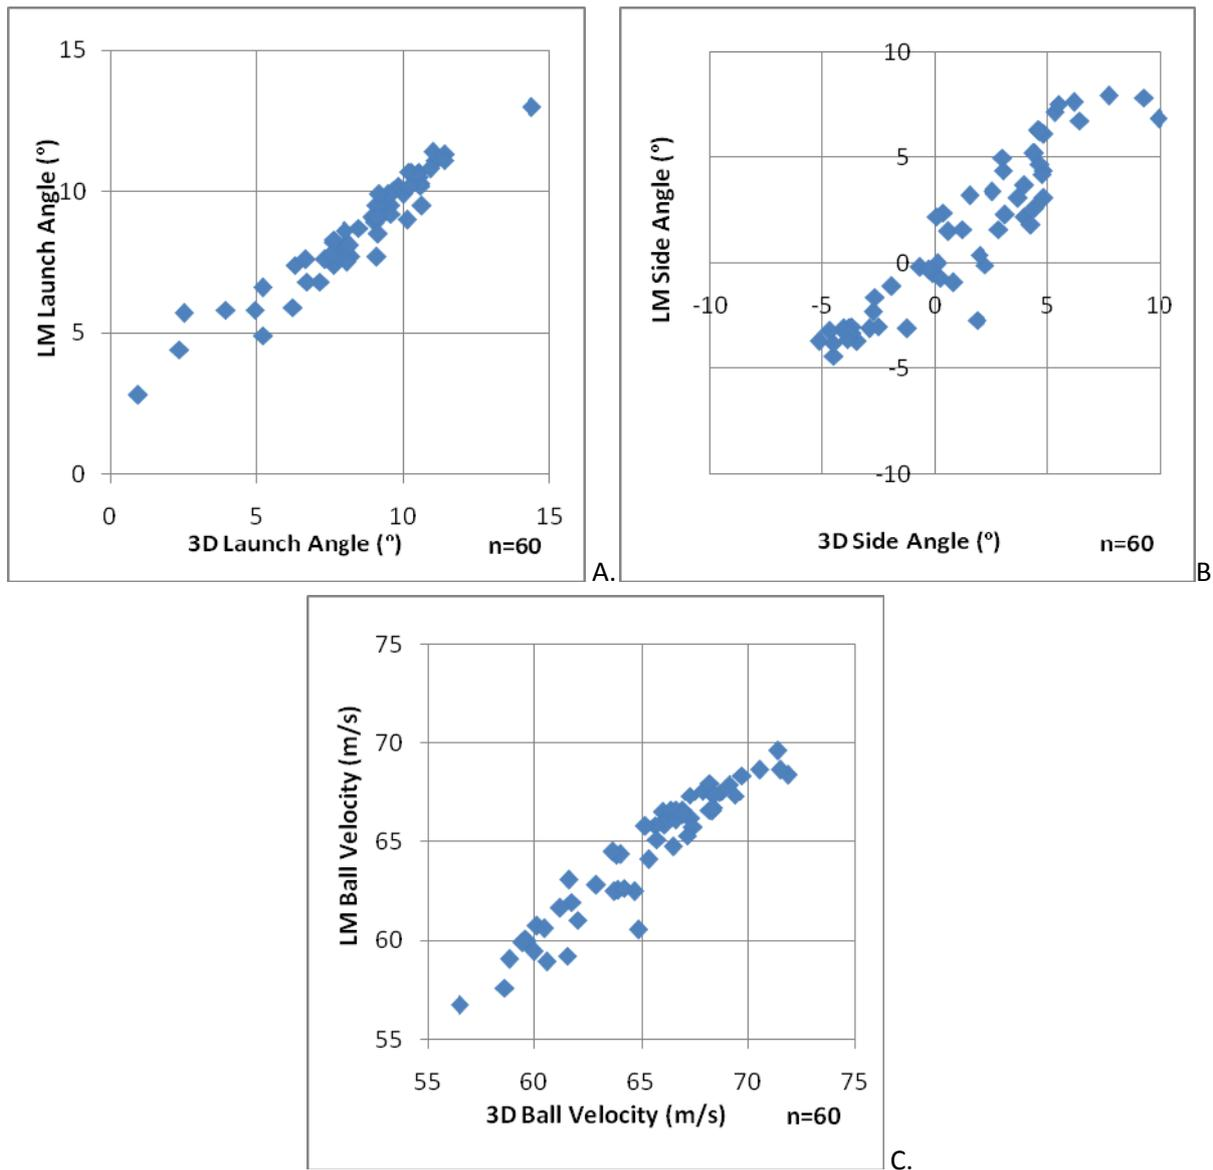 15
10
5
0
LM Launch Angle (º)
0 5 10 15
3D Launch Angle (º) n=60
A.
10
5
0
-5
-10
LM Side Angle (º)
-10 -5 0 5 10
3D Side Angle (º) n=60
B
75
70
65
60
55
LM Ball Velocity (m/s)
55 60 65 70 75
3D Ball Velocity (m/s) n=60
C.